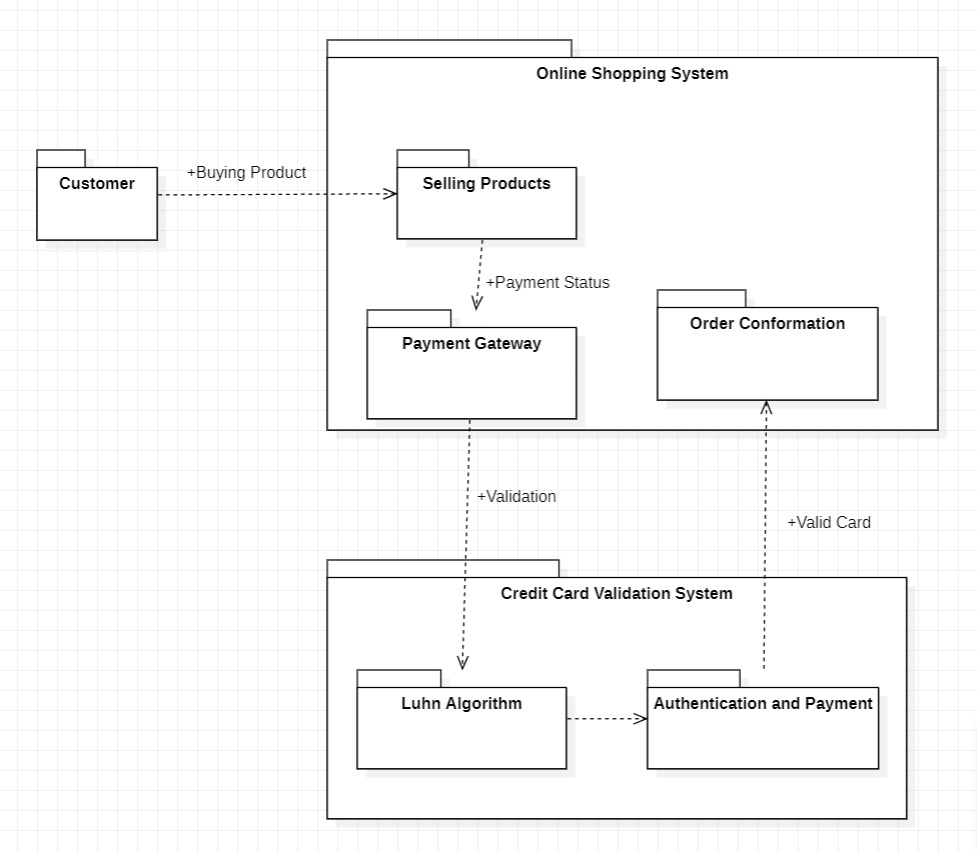 Online Shopping System
Customer
+Buying Product
Selling Products
+Payment Status
Order Conformation
Payment Gateway
+Validation
+Valid Card
Credit Card Validation System
Luhn Algorithm
Authentication and Payment